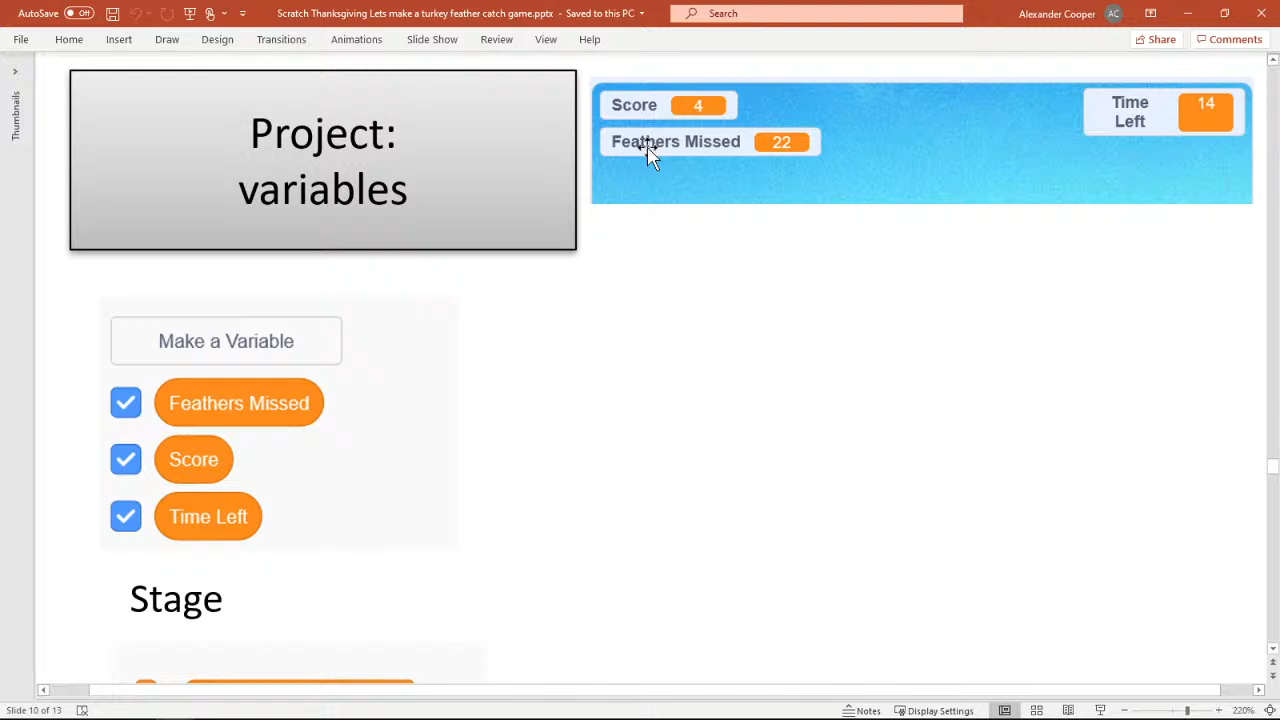 AutoSave Off
Scratch Thanksgiving Lets make a turkey feather catch game.pptx - Saved to this PC
Search
Alexander Cooper AC
File Home Insert Draw Design Transitions Animations Slide Show Review View Help
Share Comments
Thumbnails
Project:
variables
Score 4
Feathers Missed 22
Time
Left
14
Make a Variable
Feathers Missed
Score
Time Left
Stage
Slide 10 of 13
Notes Display Settings 220%